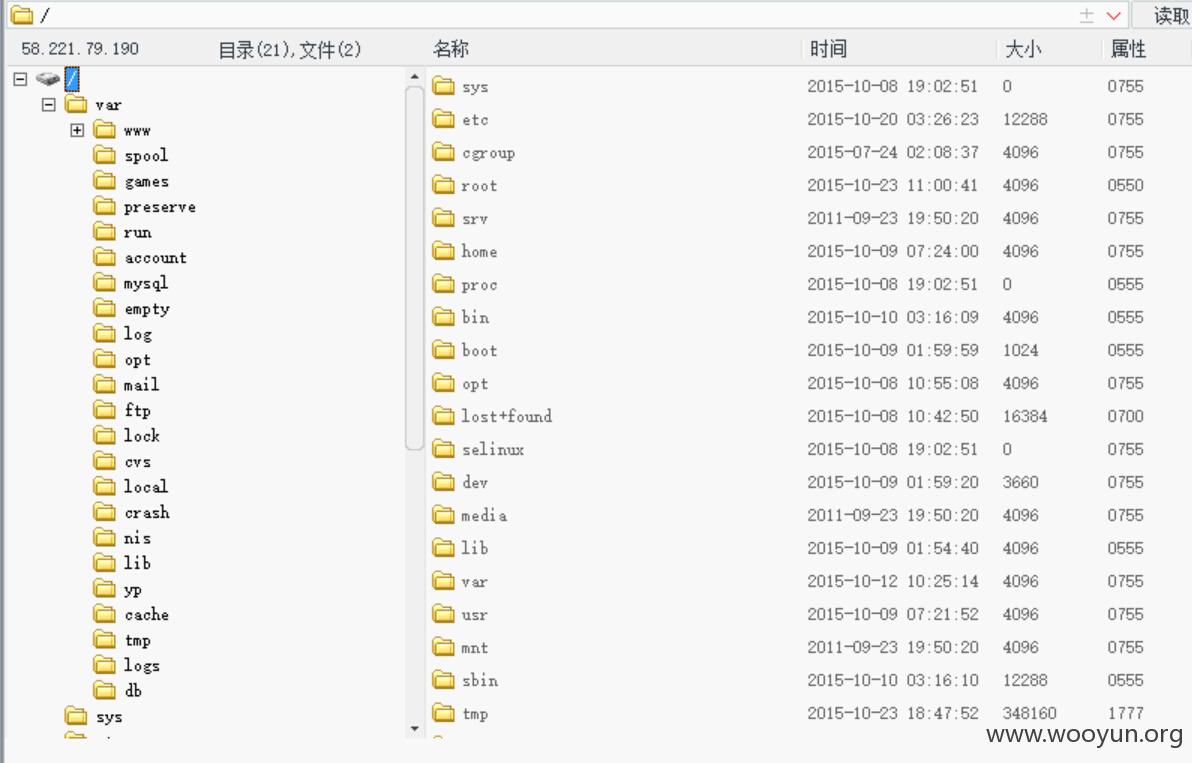 / 读取
58.221.79.190 目录(21),文件(2) 名称 时间 大小 属性
/
var
www
spool
games
preserve
run
account
mysql
empty
log
opt
mail
ftp
lock
cvs
local
crash
nis
lib
yp
cache
tmp
logs
db
sys
sys 2015-10-08 19:02:51 0 0755
etc 2015-10-20 03:26:23 12288 0755
cgroup 2015-07-24 02:08:37 4096 0755
root 2015-10-23 11:00:41 4096 0550
srv 2011-09-23 19:50:20 4096 0755
home 2015-10-09 07:24:00 4096 0755
proc 2015-10-08 19:02:51 0 0555
bin 2015-10-10 03:16:09 4096 0555
boot 2015-10-09 01:59:59 1024 0555
opt 2015-10-08 10:55:08 4096 0755
lost+found 2015-10-08 10:42:50 16384 0700
selinux 2015-10-08 19:02:51 0 0755
dev 2015-10-09 01:59:20 3660 0755
media 2011-09-23 19:50:20 4096 0755
lib 2015-10-09 01:54:40 4096 0555
var 2015-10-12 10:25:14 4096 0755
usr 2015-10-09 07:21:52 4096 0755
mnt 2011-09-23 19:50:20 4096 0755
sbin 2015-10-10 03:16:10 12288 0555
tmp 2015-10-23 18:47:52 348160 1777
www.wooyun.org